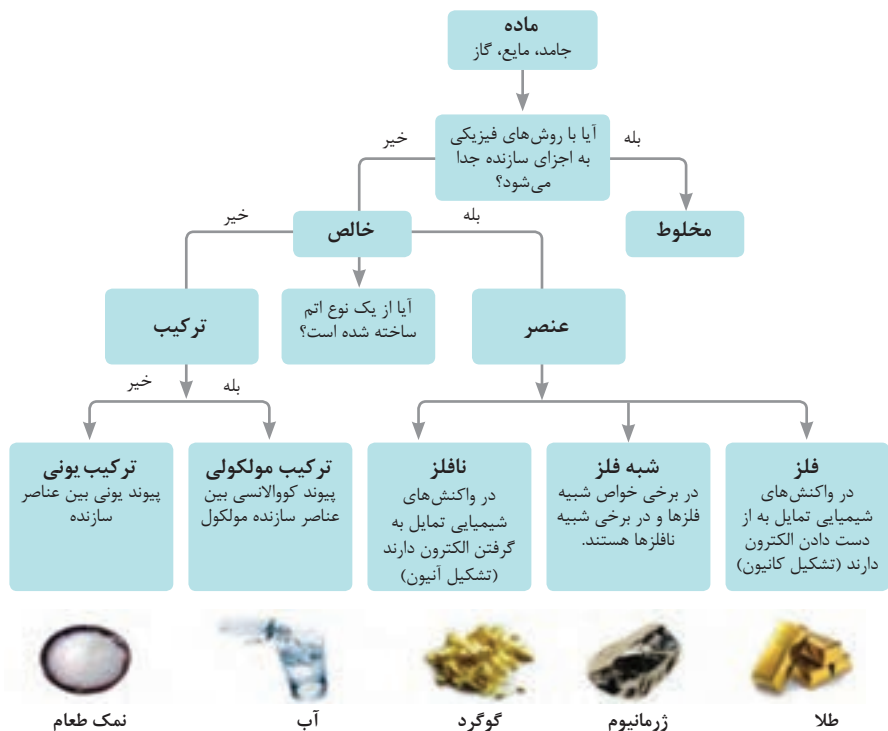 ماده
جامد، مایع، گاز
آیا با روش‌های فیزیکی
به اجزای سازنده جدا
می‌شود؟
بله
خیر
مخلوط
خالص
بله
خیر
آیا از یک نوع اتم
ساخته شده است؟
عنصر
ترکیب
بله
خیر
فلز
در واکنش‌های
شیمیایی تمایل به از
دست دادن الکترون
دارند (تشکیل کاتیون)
شبه فلز
در برخی خواص شبیه
فلزها و در برخی شبیه
نافلزها هستند.
نافلز
در واکنش‌های
شیمیایی تمایل به
گرفتن الکترون دارند
(تشکیل آنیون)
ترکیب مولکولی
پیوند کووالانسی بین
عناصر سازنده مولکول
ترکیب یونی
پیوند یونی بین عناصر
سازنده
طلا
ژرمانیوم
گوگرد
آب
نمک طعام